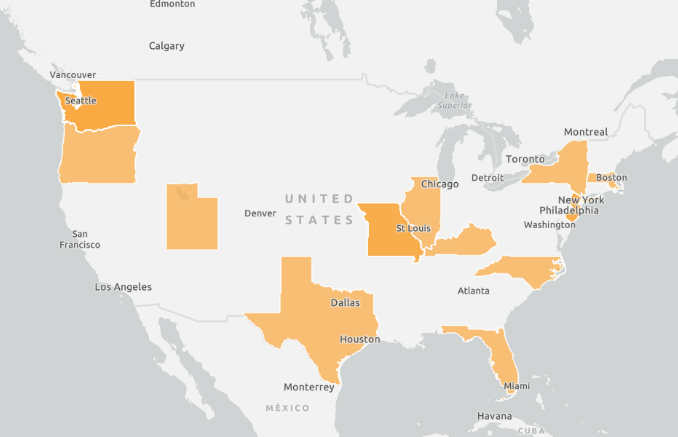 Edmonton
Calgary
Vancouver
Seattle
Lake
Superior
Montreal
Toronto
Detroit
Boston
Chicago
New York
Philadelphia
Washington
UNITED
STATES
Denver
St Louis
San
Francisco
Los Angeles
Atlanta
Dallas
Houston
Monterrey
Miami
MÉXICO
Havana
CUBA